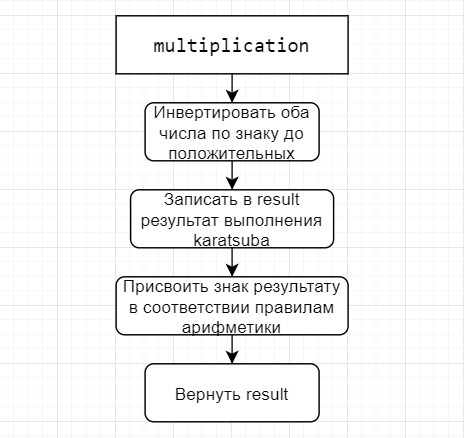 multiplication
Инвертировать оба
числа по знаку до
положительных
Записать в result
результат выполнения
karatsuba
Присвоить знак результату
в соответствии правилам
арифметики
Вернуть result